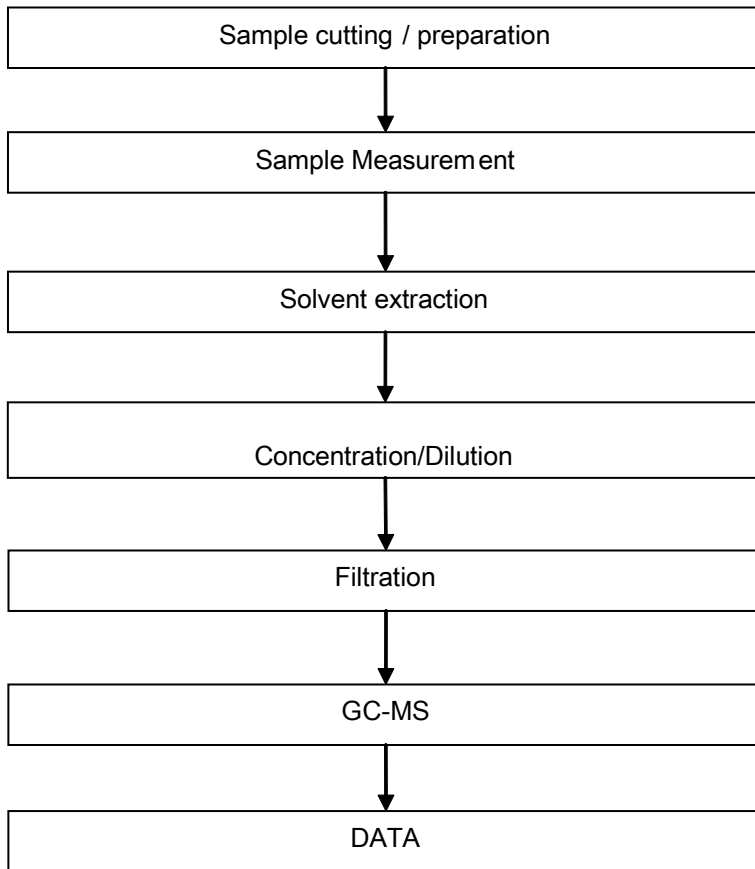 Sample cutting / preparation
Sample Measurement
Solvent extraction
Concentration/Dilution
Filtration
GC-MS
DATA